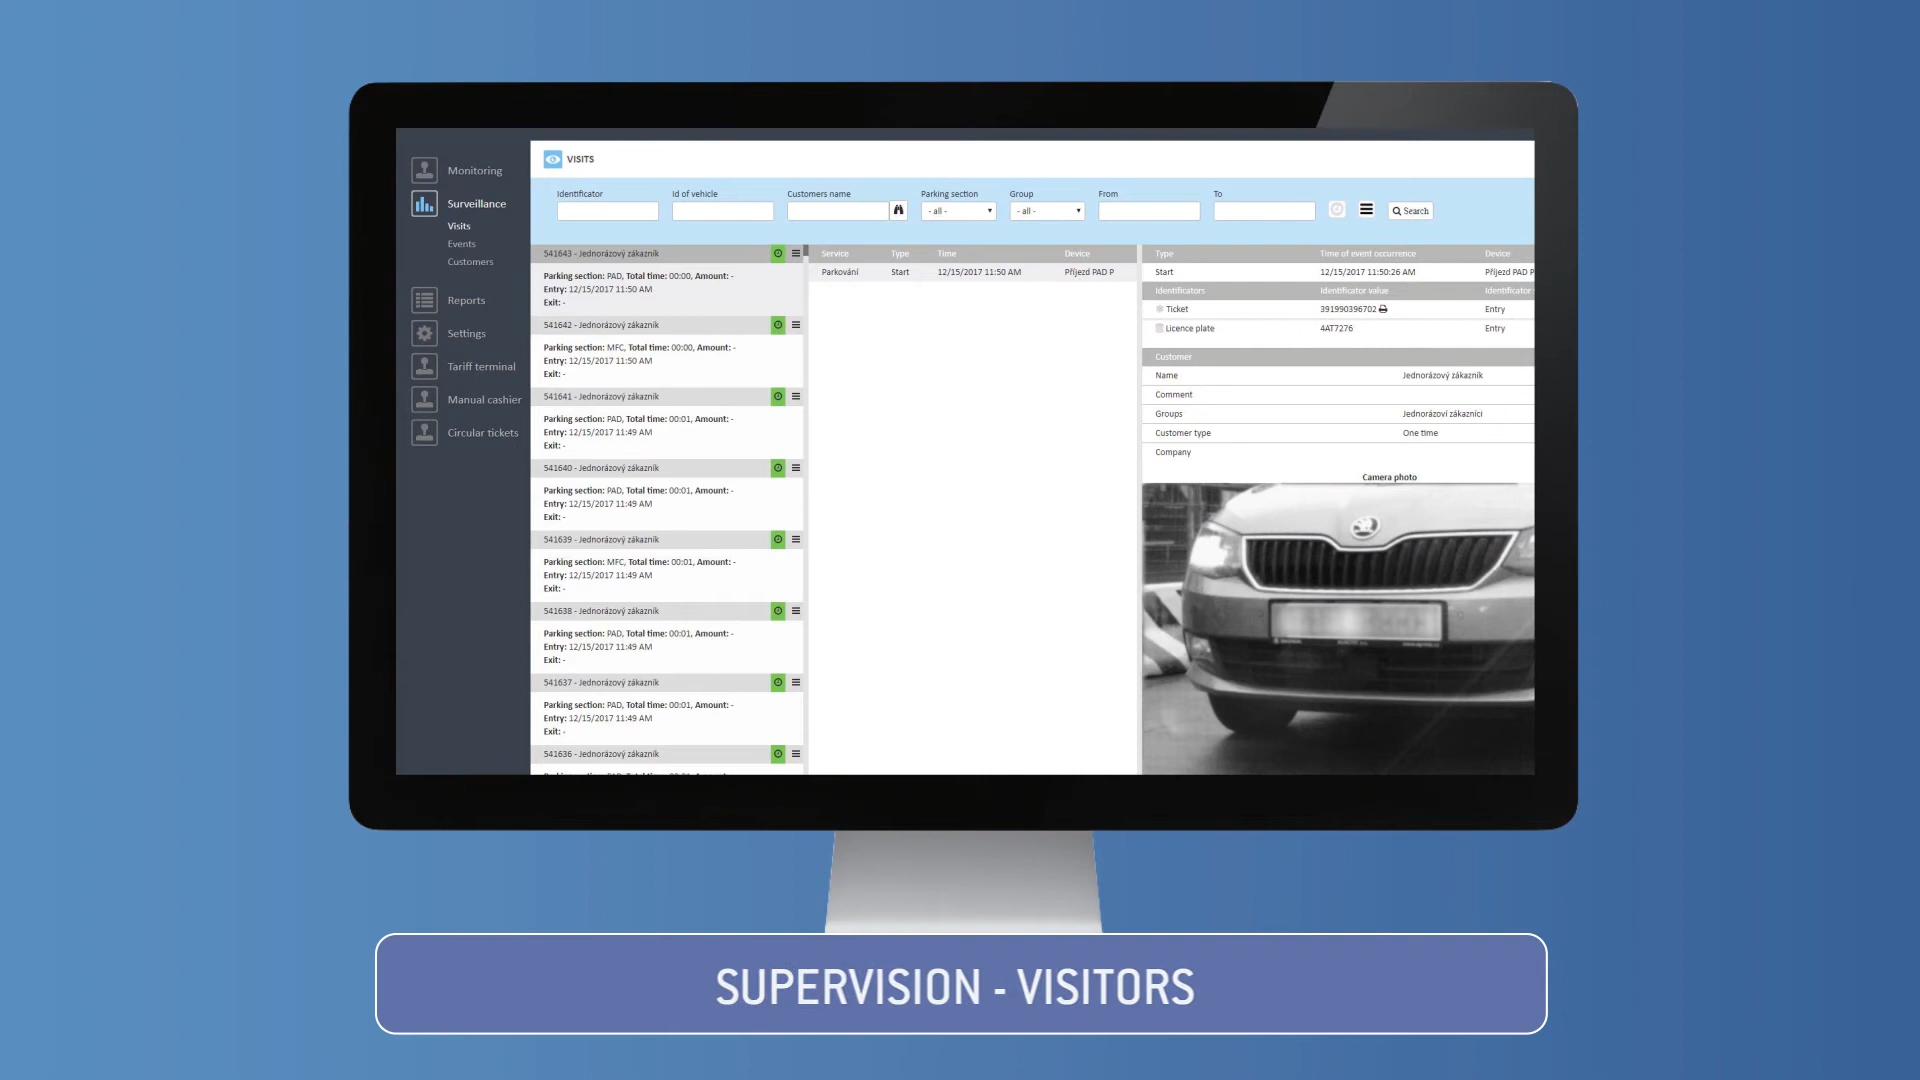 Monitoring
Surveillance
Visits
Events
Customers
Reports
Settings
Tariff terminal
Manual cashier
Circular tickets
VISITS
Identificator
Id of vehicle
Customers name
Parking section
Group
From
To
- all -
- all -
Search
541643 - Jednorázový zákazník
Parking section: PAD, Total time: 00:00, Amount: -
Entry: 12/15/2017 11:50 AM
Exit: -
541642 - Jednorázový zákazník
Parking section: MFC, Total time: 00:00, Amount: -
Entry: 12/15/2017 11:50 AM
Exit: -
541641 - Jednorázový zákazník
Parking section: PAD, Total time: 00:01, Amount: -
Entry: 12/15/2017 11:49 AM
Exit: -
541640 - Jednorázový zákazník
Parking section: PAD, Total time: 00:01, Amount: -
Entry: 12/15/2017 11:49 AM
Exit: -
541639 - Jednorázový zákazník
Parking section: MFC, Total time: 00:01, Amount: -
Entry: 12/15/2017 11:49 AM
Exit: -
541638 - Jednorázový zákazník
Parking section: PAD, Total time: 00:01, Amount: -
Entry: 12/15/2017 11:49 AM
Exit: -
541637 - Jednorázový zákazník
Parking section: PAD, Total time: 00:01, Amount: -
Entry: 12/15/2017 11:49 AM
Exit: -
541636 - Jednorázový zákazník
Service Type Time Device
Parkování Start 12/15/2017 11:50 AM Příjezd PAD P
Type Time of event occurrence Device
Start 12/15/2017 11:50:26 AM Příjezd PAD P
Identificators Identificator value Identificator
Ticket 391990396702 Entry
Licence plate 4AT7276 Entry
Customer
Name Jednorázový zákazník
Comment
Groups Jednorázoví zákazníci
Customer type One time
Company
Camera photo
SUPERVISION - VISITORS